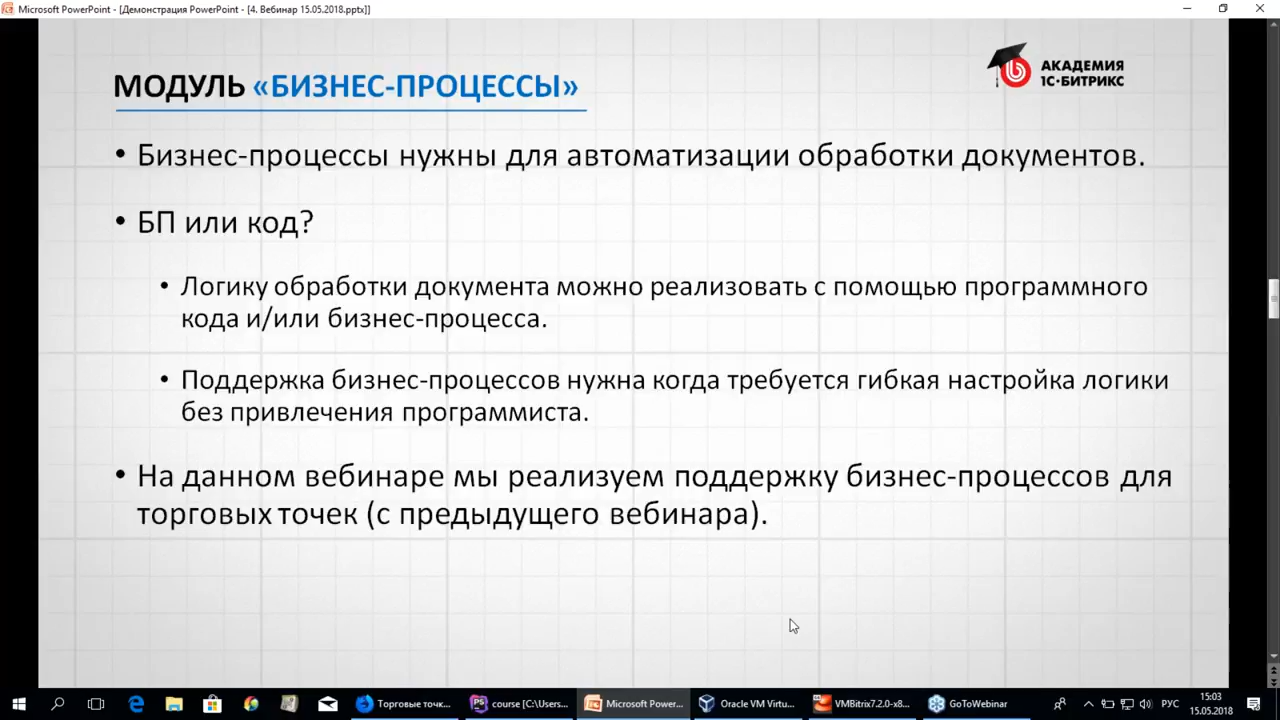 Microsoft PowerPoint - [Демонстрация PowerPoint - [4. Вебинар 15.05.2018.pptx]]
АКАДЕМИЯ
1С-БИТРИКС
МОДУЛЬ «БИЗНЕС-ПРОЦЕССЫ»
• Бизнес-процессы нужны для автоматизации обработки документов.
• БП или код?
• Логику обработки документа можно реализовать с помощью программного
кода и/или бизнес-процесса.
• Поддержка бизнес-процессов нужна когда требуется гибкая настройка логики
без привлечения программиста.
• На данном вебинаре мы реализуем поддержку бизнес-процессов для
торговых точек (с предыдущего вебинара).
Торговые точк...
course [C:\Users...
Microsoft Power...
Oracle VM Virtu...
VMBitrix7.2.0-x8...
GoToWebinar
РУС
15:03
15.05.2018